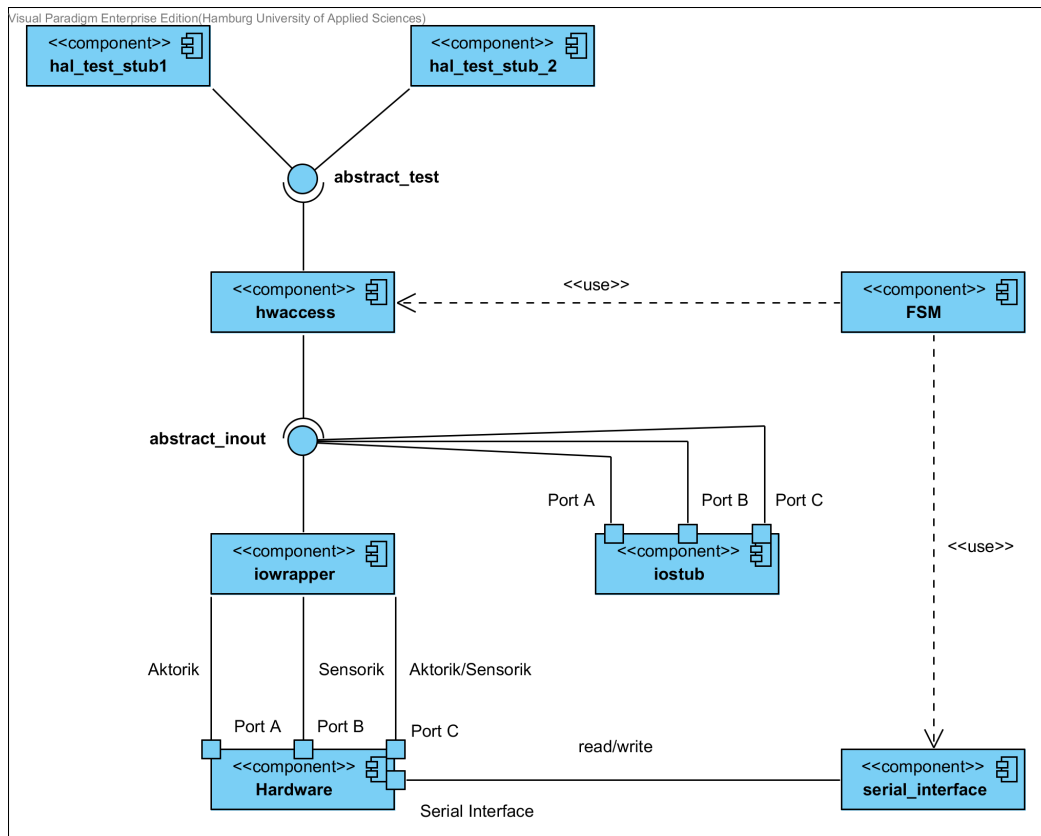 Visual Paradigm Enterprise Edition(Hamburg University of Applied Sciences)
<<component>>
hal_test_stub1
<<component>>
hal_test_stub_2
abstract_test
<<component>>
hwaccess
<<use>>
<<component>>
FSM
abstract_inout
Port A
Port B
Port C
<<component>>
iowrapper
<<component>>
iostub
<<use>>
Aktorik
Sensorik
Aktorik/Sensorik
Port A
Port B
Port C
read/write
<<component>>
Hardware
<<component>>
serial_interface
Serial Interface